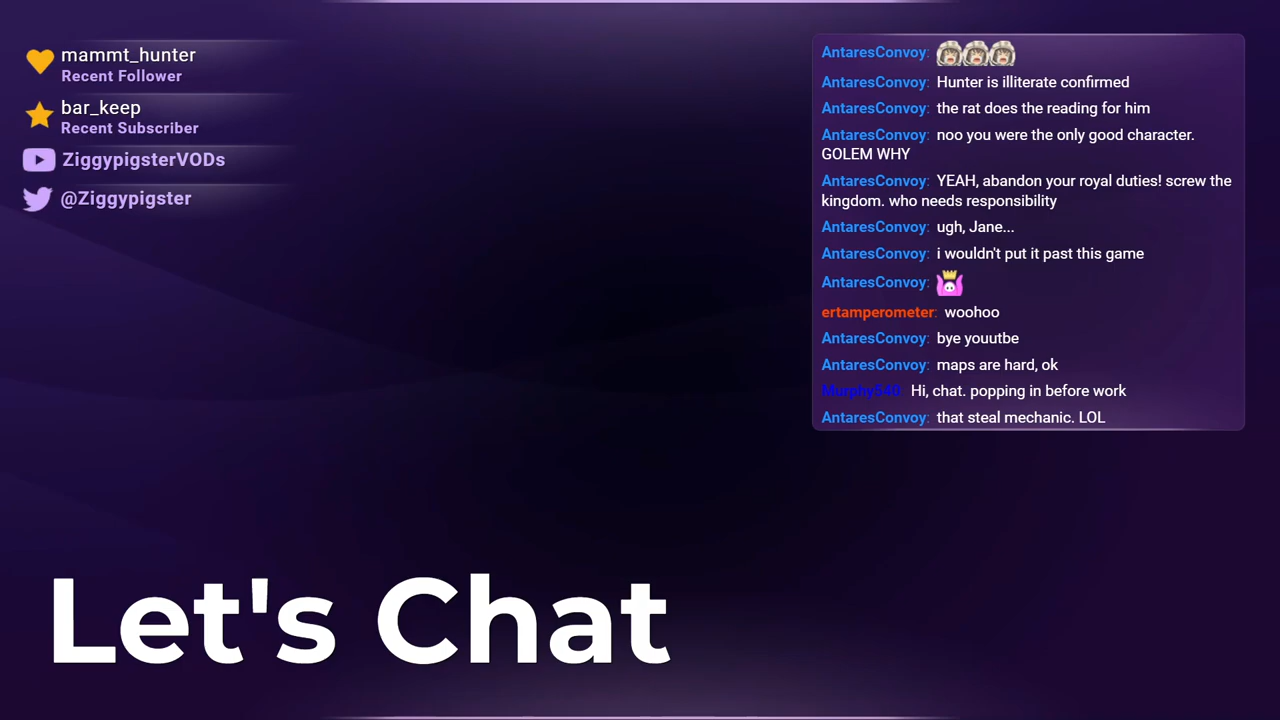 mammt_hunter
Recent Follower
bar_keep
Recent Subscriber
ZiggypigsterVODs
@Ziggypigster
AntaresConvoy:
AntaresConvoy: Hunter is illiterate confirmed
AntaresConvoy: the rat does the reading for him
AntaresConvoy: noo you were the only good character.
GOLEM WHY
AntaresConvoy: YEAH, abandon your royal duties! screw the
kingdom. who needs responsibility
AntaresConvoy: ugh, Jane...
AntaresConvoy: i wouldn't put it past this game
AntaresConvoy:
ertamperometer: woohoo
AntaresConvoy: bye youutbe
AntaresConvoy: maps are hard, ok
Murphy540: Hi, chat. popping in before work
AntaresConvoy: that steal mechanic. LOL
Let's Chat